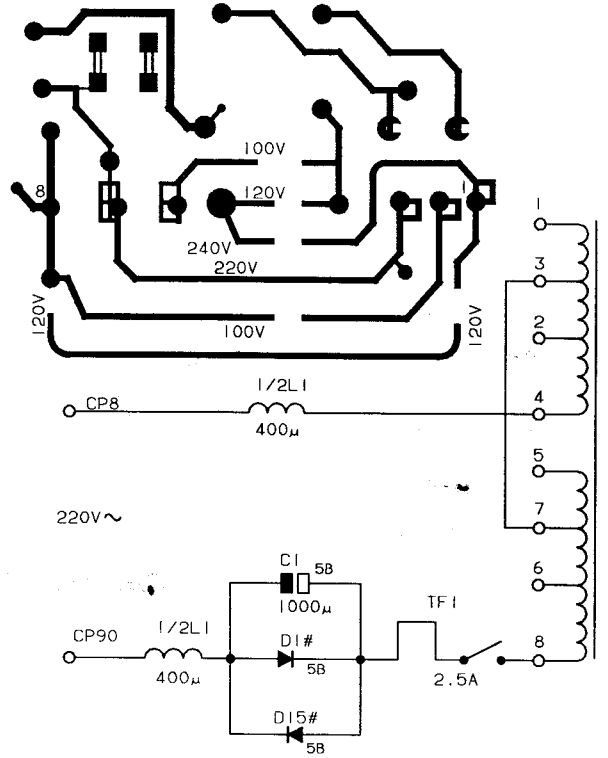 100V
8
120V
1
240V
220V
120V
100V
120V
1
3
2
4
5
7
6
8
CP8
1/2L1
400μ
220V~
C1
5B
1000μ
TF1
CP90
1/2L1
400μ
D1#
5B
2.5A
D15#
5B